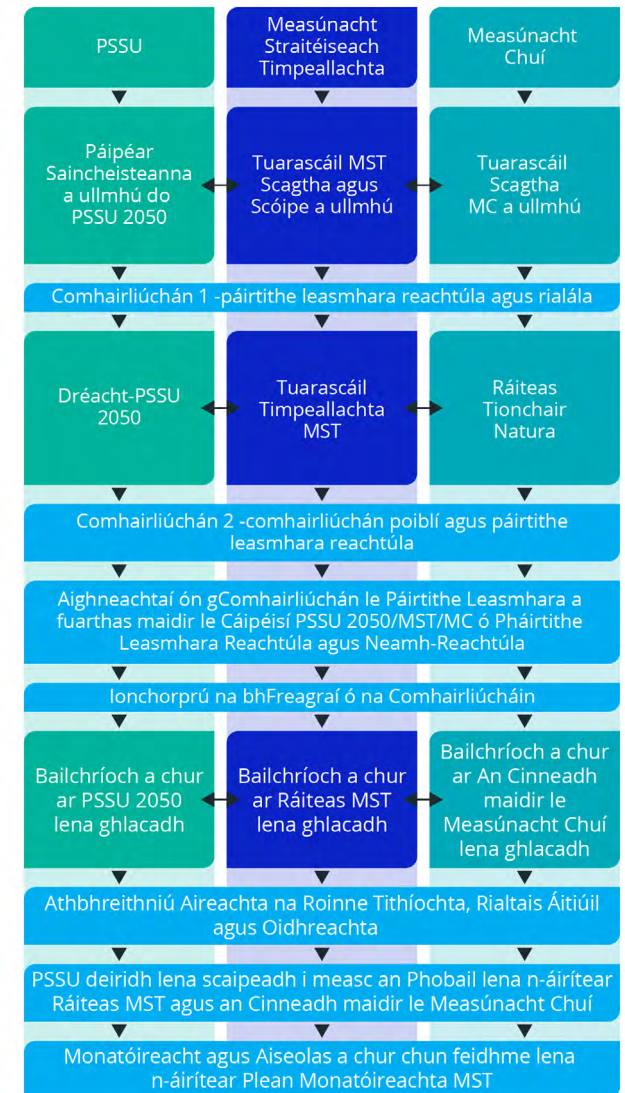 PSSU
Measúnacht
Straitéiseach
Timpeallachta
Measúnacht
Chuí
Páipéar
Saincheisteanna
a ullmhú do
PSSU 2050
Tuarascáil MST
Scagtha agus
Scóipe a ullmhú
Tuarascáil
Scagtha
MC a ullmhú
Comhairliúchán 1 -páirtithe leasmhara reachtúla agus rialála
Dréacht-PSSU
2050
Tuarascáil
Timpeallachta
MST
Ráiteas
Tionchair
Natura
Comhairliúchán 2 -comhairliúchán poiblí agus páirtithe
leasmhara reachtúla
Aighneachtaí ón gComhairliúchán le Páirtithe Leasmhara a
fuarthas maidir le Cáipéisí PSSU 2050/MST/MC ó Pháirtithe
Leasmhara Reachtúla agus Neamh-Reachtúla
Ionchorprú na bhFreagraí ó na Comhairliúcháin
Bailchríoch a chur
ar PSSU 2050
lena ghlacadh
Bailchríoch a chur
ar Ráiteas MST
lena ghlacadh
Bailchríoch a chur
ar An Cinneadh
maidir le
Measúnacht Chuí
lena ghlacadh
Athbhreithniú Aireachta na Roinne Tithíochta, Rialtais Áitiúil
agus Oidhreachta
PSSU deiridh lena scaipeadh i measc an Phobail lena n-áirítear
Ráiteas MST agus an Cinneadh maidir le Measúnacht Chuí
Monatóireacht agus Aiseolas a chur chun feidhme lena
n-áirítear Plean Monatóireachta MST